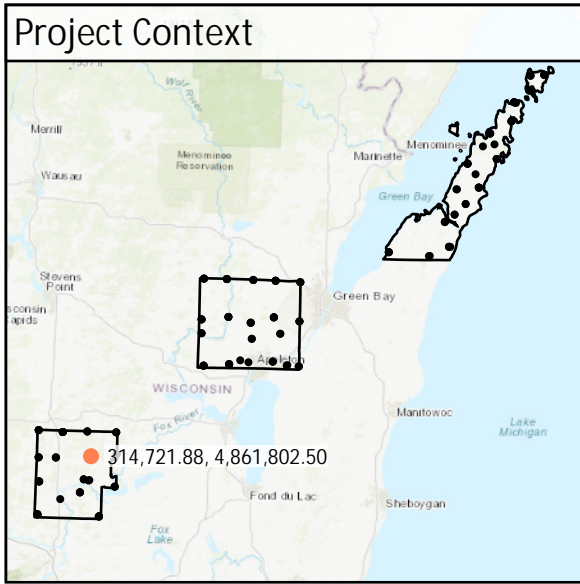 Project Context
Wolf
River
Merrill
Menominee
Menominee
Reservation
Marinette
Wausau
Green Bay
Stevens
Point
sconsin
apids
Green Bay
Appleton
WISCONSIN
Fox River
Manitowoc
Lake
Michigan
314,721.88, 4,861,802.50
Fond du Lac
Sheboygan
Fox
Lake